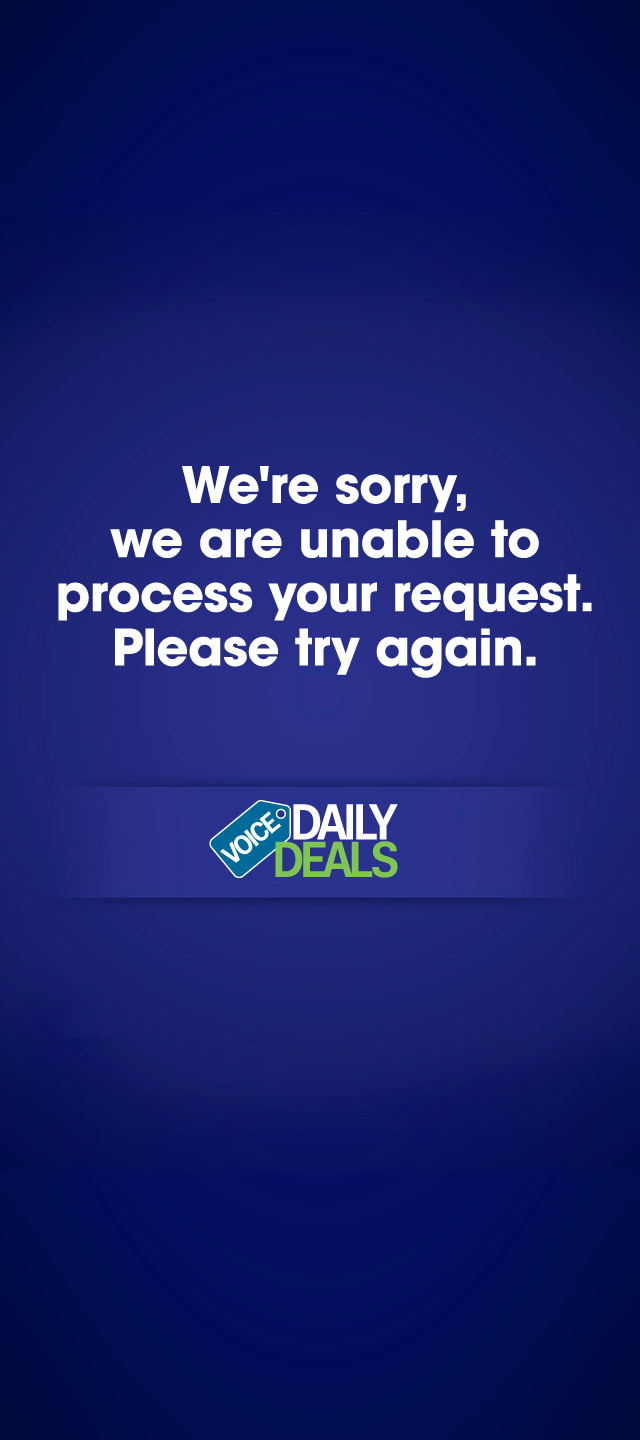 We're sorry,
we are unable to
process your request.
Please try again.
VOICE DAILY
DEALS